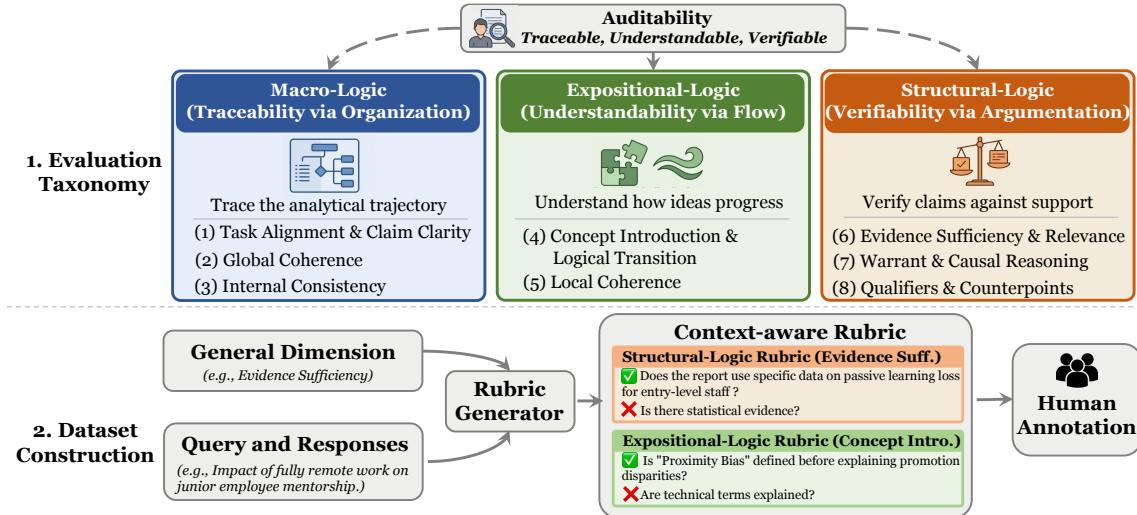 Auditability
Traceable, Understandable, Verifiable
1. Evaluation
Taxonomy
Macro-Logic
(Traceability via Organization)
Trace the analytical trajectory
(1) Task Alignment & Claim Clarity
(2) Global Coherence
(3) Internal Consistency
Expositional-Logic
(Understandability via Flow)
Understand how ideas progress
(4) Concept Introduction &
Logical Transition
(5) Local Coherence
Structural-Logic
(Verifiability via Argumentation)
Verify claims against support
(6) Evidence Sufficiency & Relevance
(7) Warrant & Causal Reasoning
(8) Qualifiers & Counterpoints
2. Dataset
Construction
General Dimension
(e.g., Evidence Sufficiency)
Query and Responses
(e.g., Impact of fully remote work on
junior employee mentorship.)
Rubric
Generator
Context-aware Rubric
Structural-Logic Rubric (Evidence Suff.)
✅ Does the report use specific data on passive learning loss
for entry-level staff ?
❌ Is there statistical evidence?
Expositional-Logic Rubric (Concept Intro.)
✅ Is "Proximity Bias" defined before explaining promotion
disparities?
❌ Are technical terms explained?
Human
Annotation